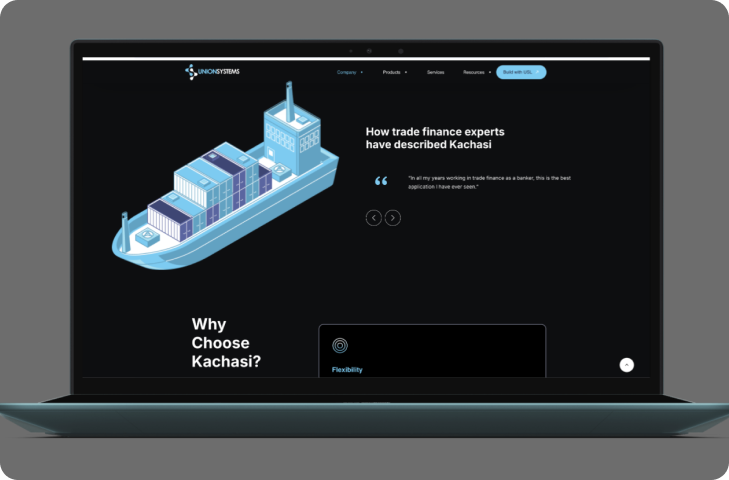 UNIONSYSTEMS
Company
Products
Services
Resources
Build with USL
How trade finance experts
have described Kachasi
“
"In all my years working in trade finance as a banker, this is the best
application i have ever seen."
Why
Choose
Kachasi?
Flexibility